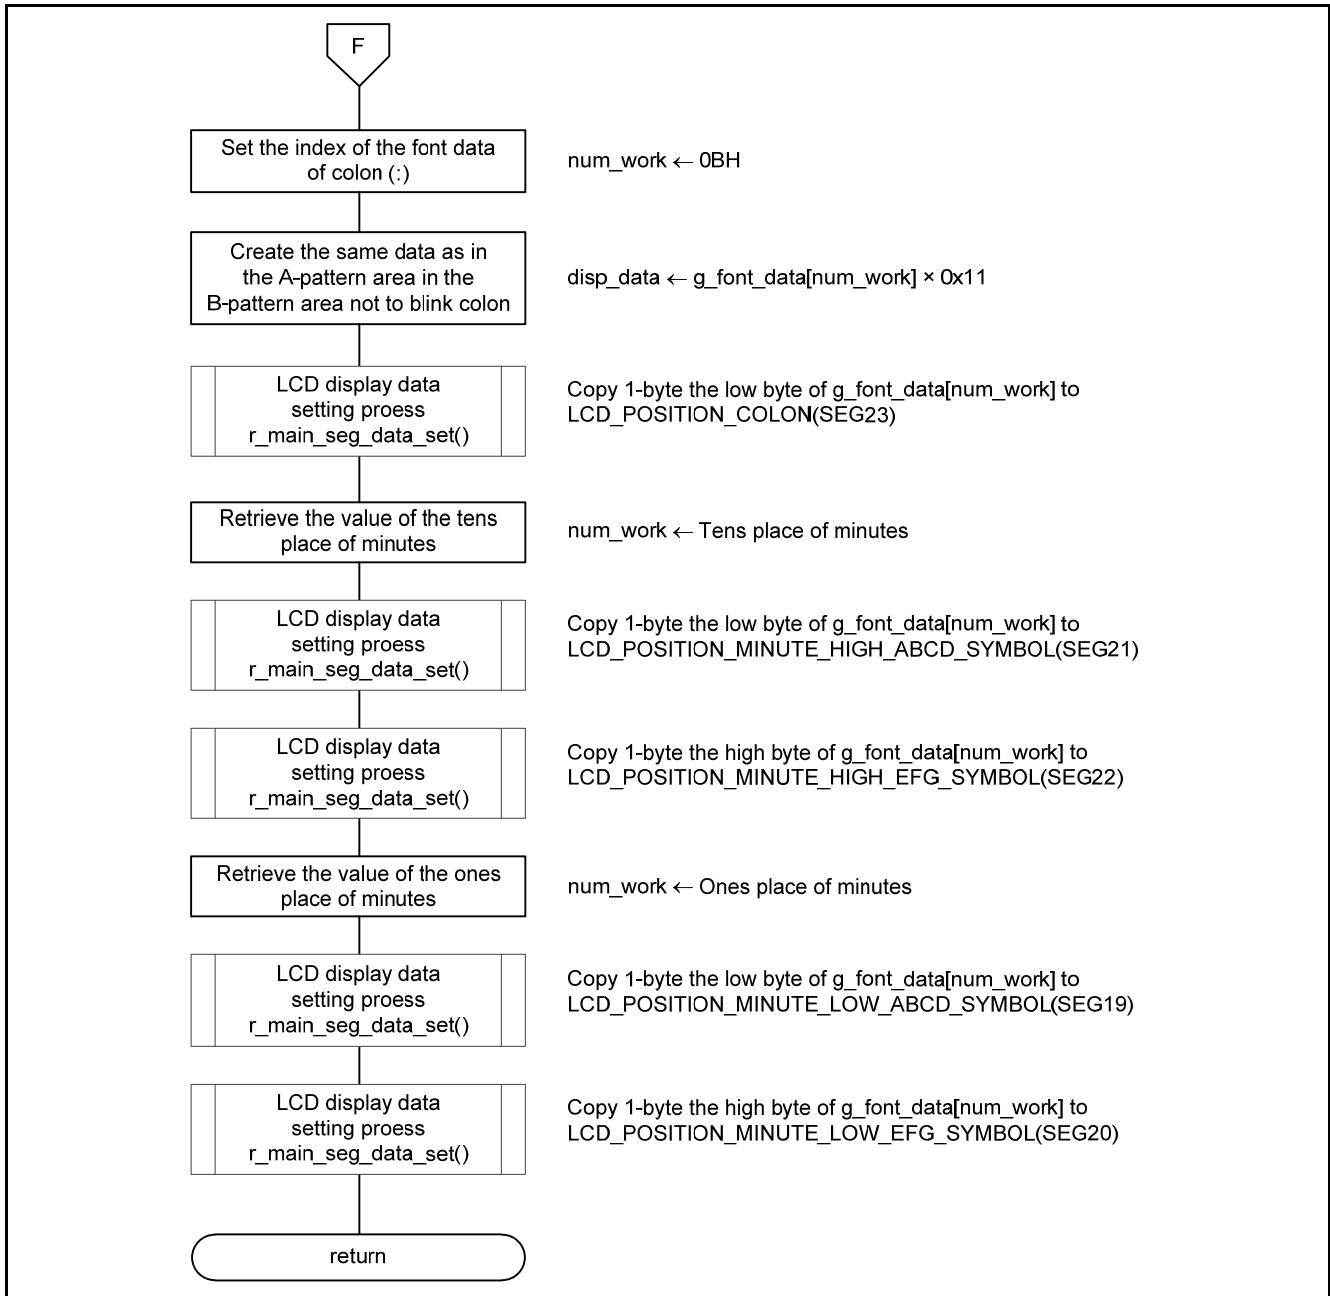 F
Set the index of the font data
of colon (:)
num_work ← 0BH
Create the same data as in
the A-pattern area in the
B-pattern area not to blink colon
disp_data ← g_font_data[num_work] × 0x11
LCD display data
setting proess
r_main_seg_data_set()
Copy 1-byte the low byte of g_font_data[num_work] to
LCD_POSITION_COLON(SEG23)
Retrieve the value of the tens
place of minutes
num_work ← Tens place of minutes
LCD display data
setting proess
r_main_seg_data_set()
Copy 1-byte the low byte of g_font_data[num_work] to
LCD_POSITION_MINUTE_HIGH_ABCD_SYMBOL(SEG21)
LCD display data
setting proess
r_main_seg_data_set()
Copy 1-byte the high byte of g_font_data[num_work] to
LCD_POSITION_MINUTE_HIGH_EFG_SYMBOL(SEG22)
Retrieve the value of the ones
place of minutes
num_work ← Ones place of minutes
LCD display data
setting proess
r_main_seg_data_set()
Copy 1-byte the low byte of g_font_data[num_work] to
LCD_POSITION_MINUTE_LOW_ABCD_SYMBOL(SEG19)
LCD display data
setting proess
r_main_seg_data_set()
Copy 1-byte the high byte of g_font_data[num_work] to
LCD_POSITION_MINUTE_LOW_EFG_SYMBOL(SEG20)
return